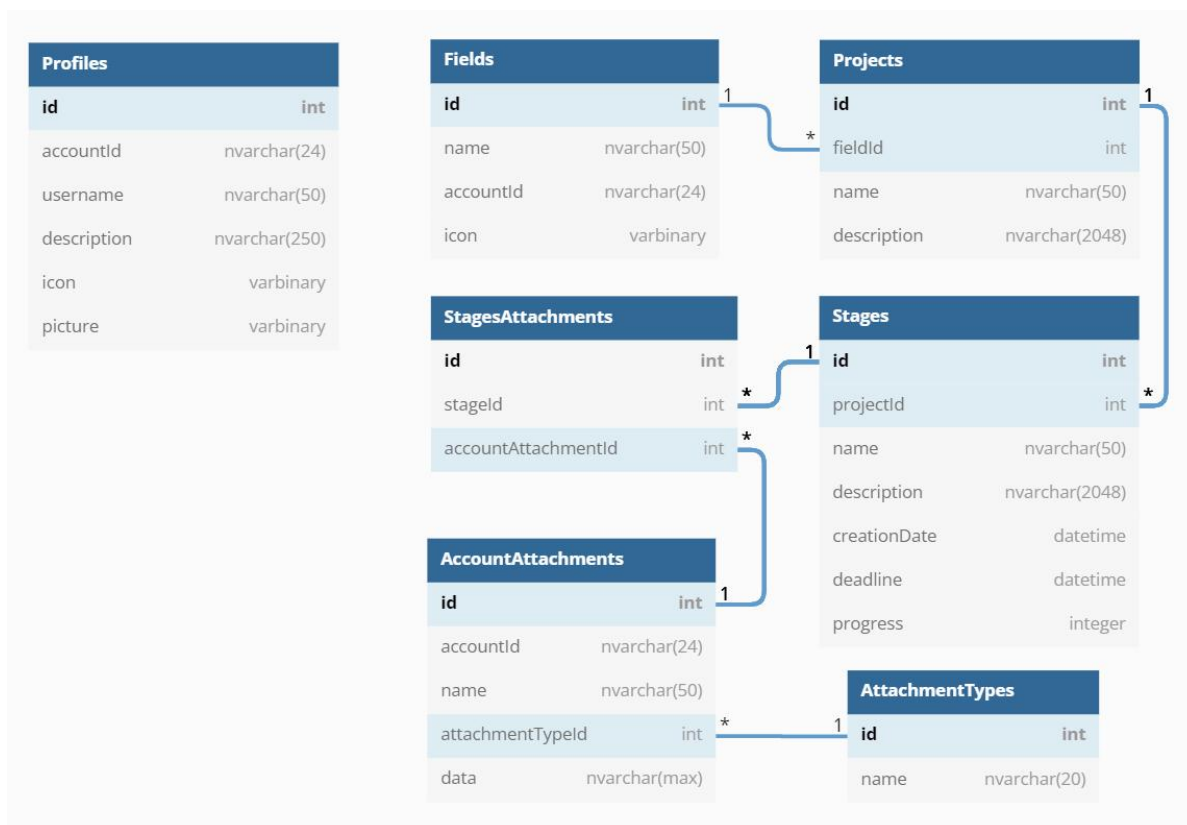 Profiles
id int
accountId nvarchar(24)
username nvarchar(50)
description nvarchar(250)
icon varbinary
picture varbinary
Fields
id int 1
name nvarchar(50)
accountId nvarchar(24)
icon varbinary
Projects
id int 1
* fieldId int
name nvarchar(50)
description nvarchar(2048)
StagesAttachments
id int
stageId int *
accountAttachmentId int *
Stages
1 id int
projectId int *
name nvarchar(50)
description nvarchar(2048)
creationDate datetime
deadline datetime
progress integer
AccountAttachments
id int 1
accountId nvarchar(24)
name nvarchar(50)
attachmentTypeId int *
data nvarchar(max)
AttachmentTypes
1 id int
name nvarchar(20)